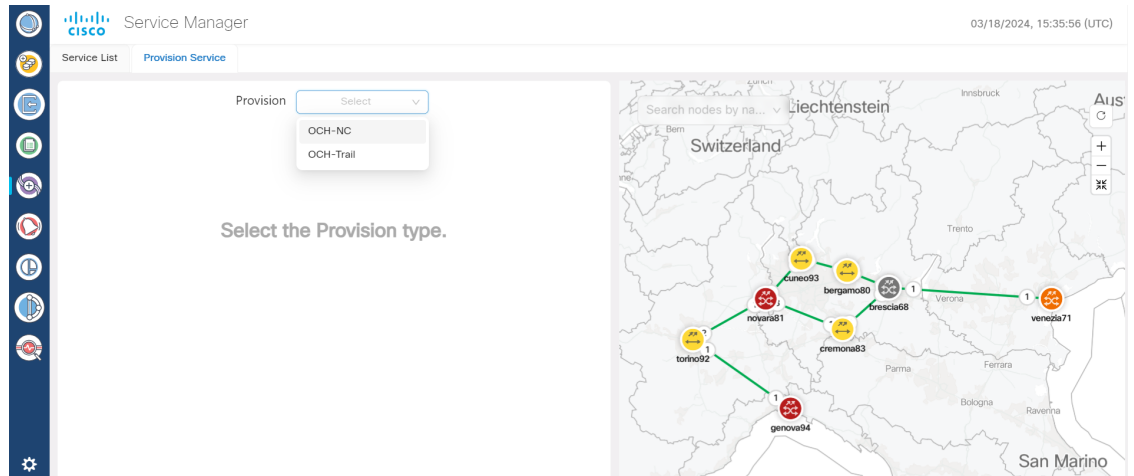 CISCO
Service Manager
03/18/2024, 15:35:56 (UTC)
Service List
Provision Service
Provision
Select
OCH-NC
OCH-Trail
Select the Provision type.
Search nodes by na...
Liechtenstein
Innsbruck
Bern
Switzerland
Trento
cuneo93
bergamo80
1
brescia68
Verona
1
venezia71
novara81
cremona83
torino92
1
Parma
Ferrara
1
genova94
Bologna
Ravenna
San Marino